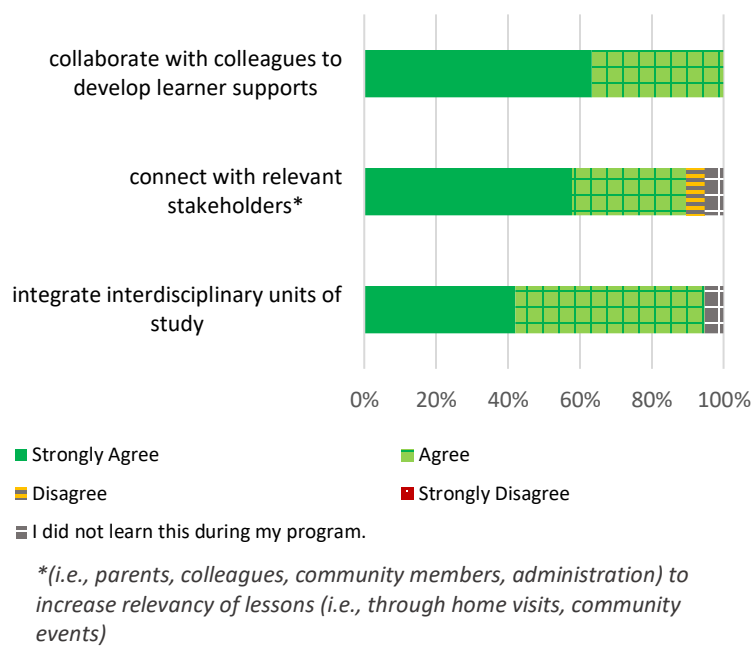 collaborate with colleagues to
develop learner supports
connect with relevant
stakeholders*
integrate interdisciplinary units of
study
0% 20% 40% 60% 80% 100%
Strongly Agree Agree
Disagree Strongly Disagree
I did not learn this during my program.
*(i.e., parents, colleagues, community members, administration) to
increase relevancy of lessons (i.e., through home visits, community
events)